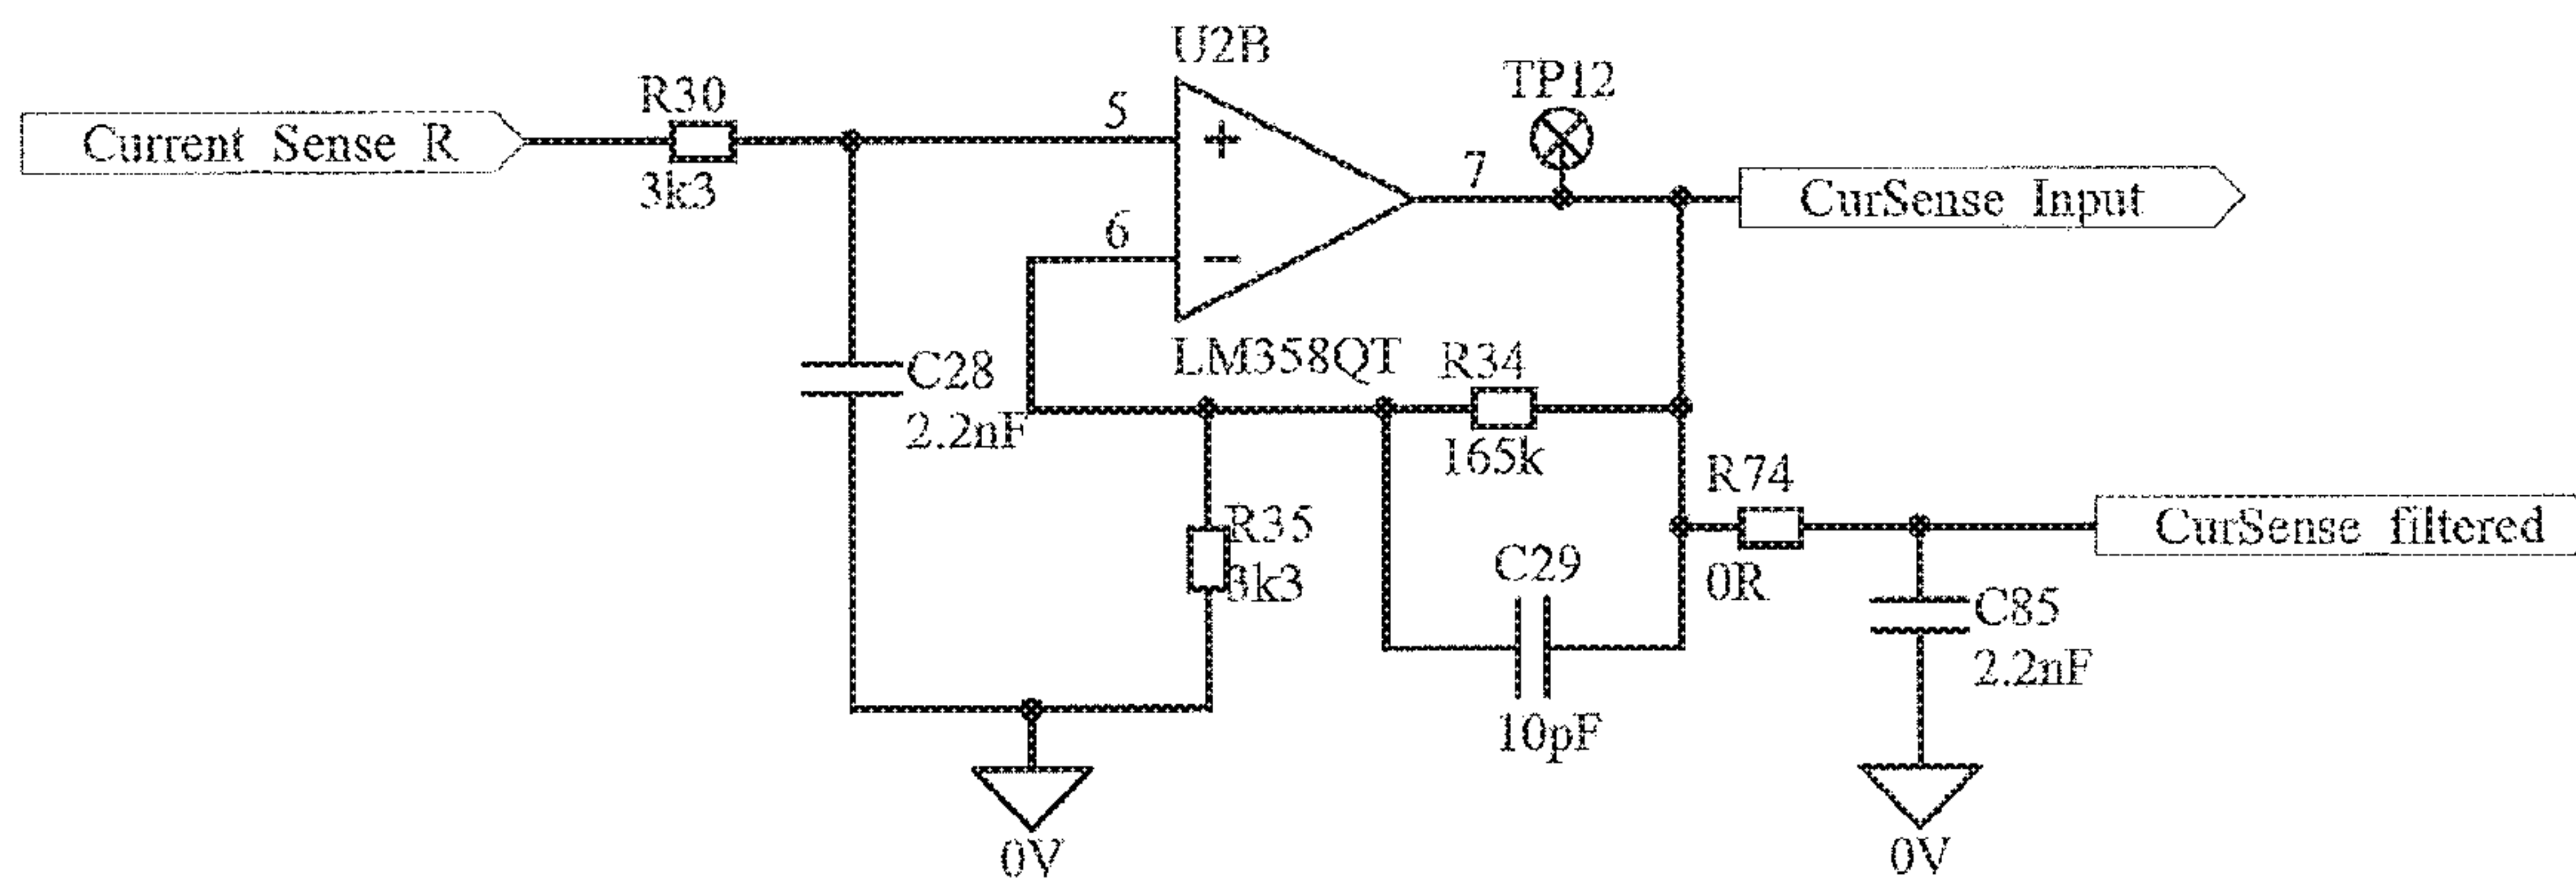 U2B
TP12
R30
5
Current Sense R
3k3
7
CurSense Input
6
+
−
LM358QT
R34
C28
2.2nF
165k
R74
R35
3k3
CurSense filtered
C29
0R
C85
2.2nF
10pF
0V
0V